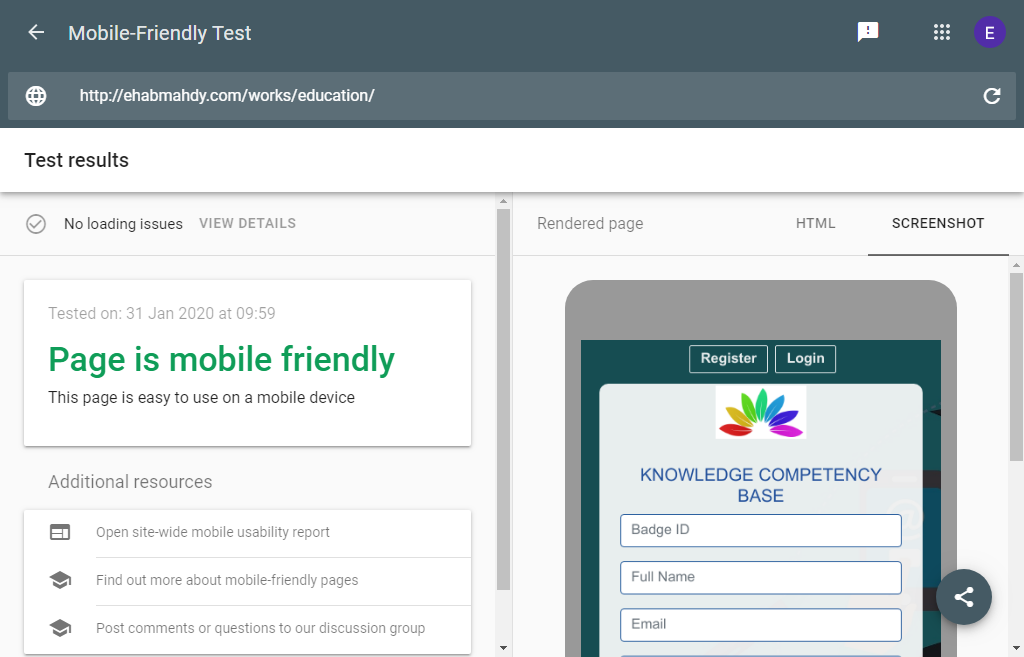 Mobile-Friendly Test
E
http://ehabmahdy.com/works/education/
Test results
No loading issues VIEW DETAILS
Tested on: 31 Jan 2020 at 09:59
Page is mobile friendly
This page is easy to use on a mobile device
Additional resources
Open site-wide mobile usability report
Find out more about mobile-friendly pages
Post comments or questions to our discussion group
Rendered page HTML SCREENSHOT
Register Login
KNOWLEDGE COMPETENCY
BASE
Badge ID
Full Name
Email